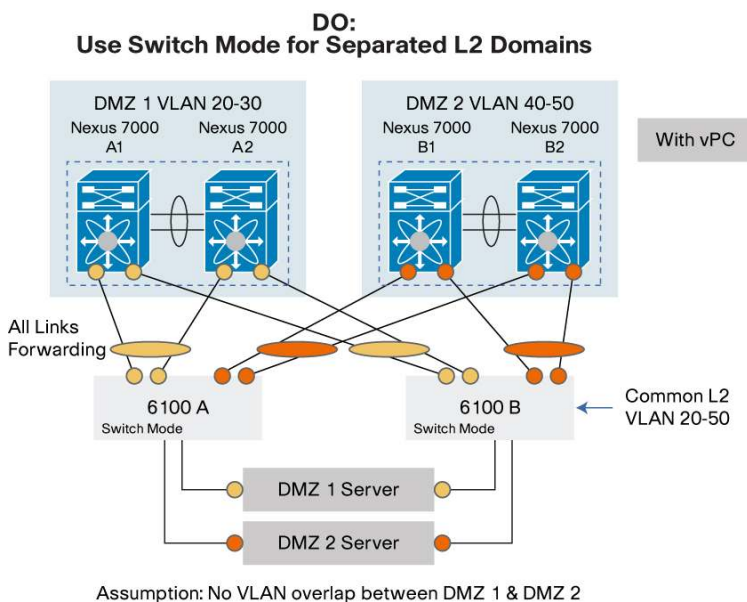 DO:
Use Switch Mode for Separated L2 Domains
DMZ 1 VLAN 20-30
Nexus 7000
A1
Nexus 7000
A2
DMZ 2 VLAN 40-50
Nexus 7000
B1
Nexus 7000
B2
With vPC
All Links
Forwarding
6100 A
Switch Mode
6100 B
Switch Mode
Common L2
VLAN 20-50
DMZ 1 Server
DMZ 2 Server
Assumption: No VLAN overlap between DMZ 1 & DMZ 2